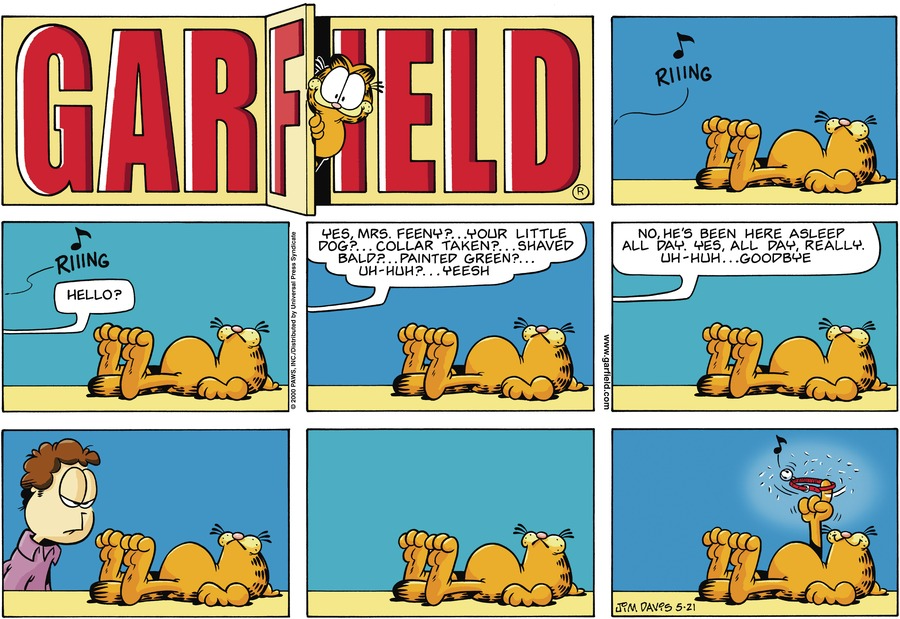 GARFIELD
®
RIIING
RIIING
HELLO?
© 2000 PAWS, INC./Distributed by Universal Press Syndicate
YES, MRS. FEENY?...YOUR LITTLE
DOG?...COLLAR TAKEN?...SHAVED
BALD?...PAINTED GREEN?...
UH-HUH?...YEESH
www.garfield.com
NO, HE'S BEEN HERE ASLEEP
ALL DAY. YES, ALL DAY, REALLY.
UH-HUH...GOODBYE
JIM DAVIS 5-21